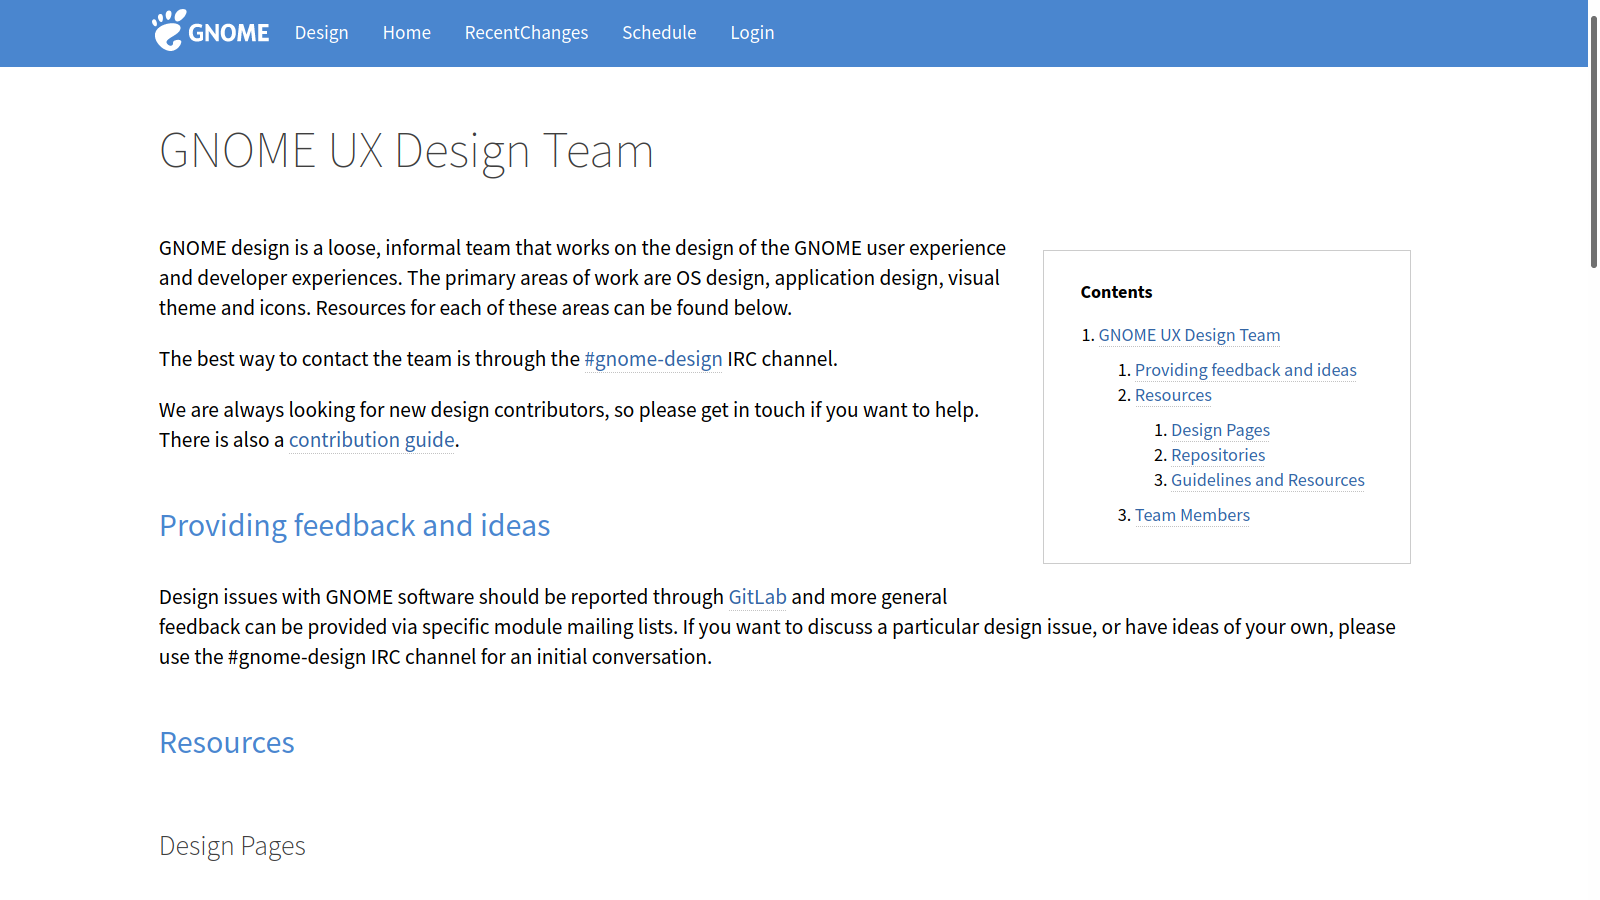 GNOME Design Home RecentChanges Schedule Login
GNOME UX Design Team
GNOME design is a loose, informal team that works on the design of the GNOME user experience
and developer experiences. The primary areas of work are OS design, application design, visual
theme and icons. Resources for each of these areas can be found below.
The best way to contact the team is through the #gnome-design IRC channel.
We are always looking for new design contributors, so please get in touch if you want to help.
There is also a contribution guide.
Contents
1. GNOME UX Design Team
1. Providing feedback and ideas
2. Resources
1. Design Pages
2. Repositories
3. Guidelines and Resources
3. Team Members
Providing feedback and ideas
Design issues with GNOME software should be reported through GitLab and more general
feedback can be provided via specific module mailing lists. If you want to discuss a particular design issue, or have ideas of your own, please
use the #gnome-design IRC channel for an initial conversation.
Resources
Design Pages